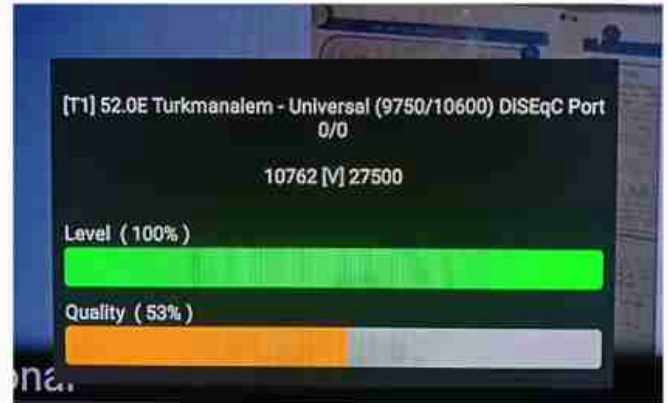 [T1] 52.0E Turkmanalem - Universal (9750/10600) DiSEqC Port
0/0
10762 [V] 27500
Level ( 100% )
Quality ( 53% )